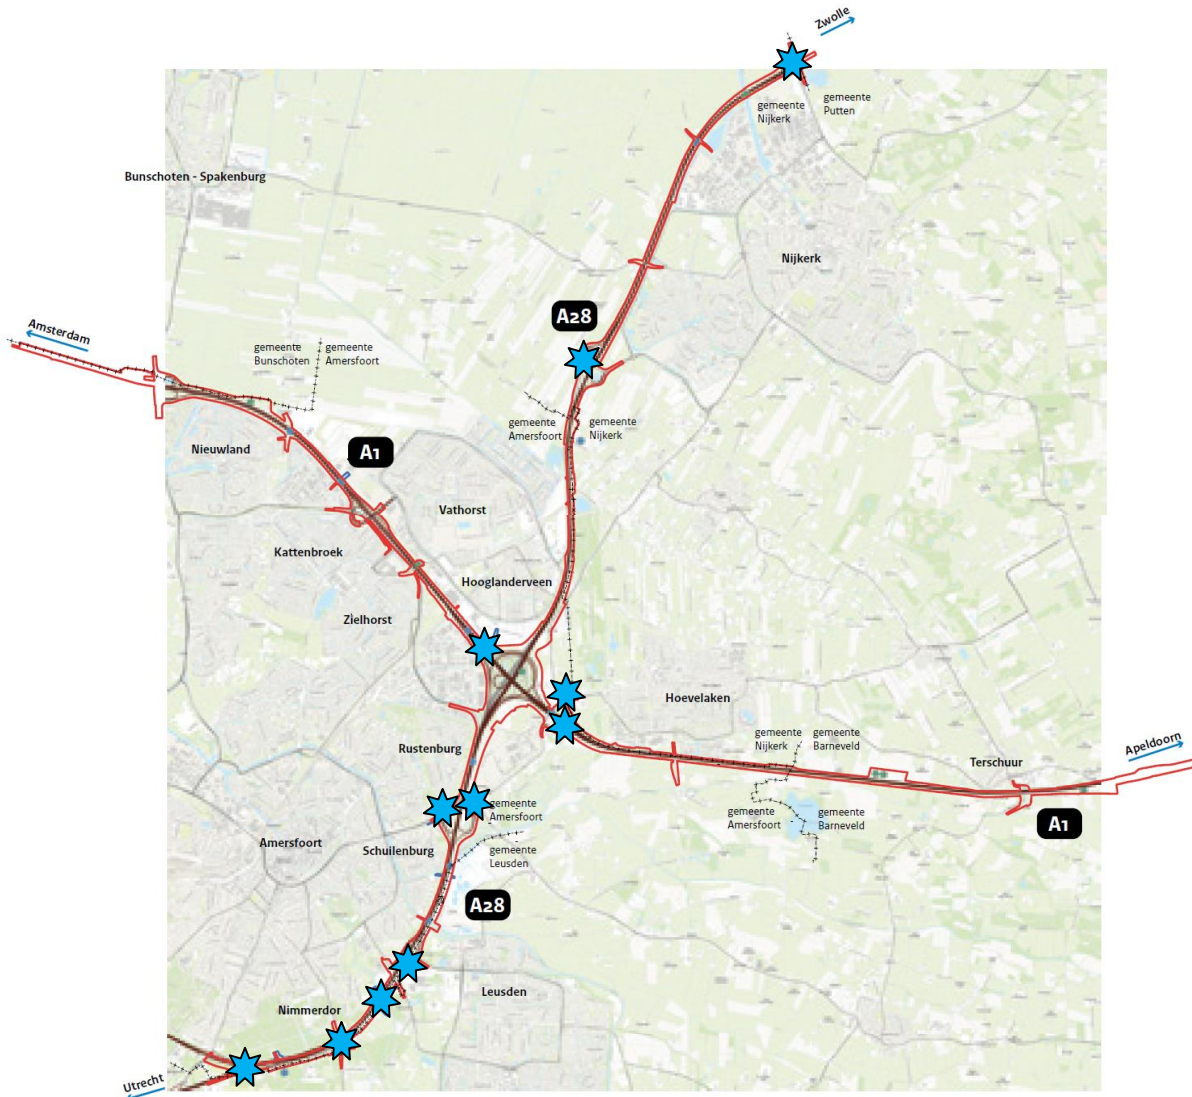 Zwolle
gemeente
Nijkerk
gemeente
Putten
Bunschoten - Spakenburg
Nijkerk
A28
Amsterdam
gemeente
Bunschoten
gemeente
Amersfoort
gemeente
Amersfoort
gemeente
Nijkerk
Nieuwland
A1
Vathorst
Kattenbroek
Hooglanderveen
Zielhorst
Hoevelaken
Rustenburg
gemeente
Nijkerk
gemeente
Barneveld
Apeldoorn
Terschuur
gemeente
Amersfoort
gemeente
Amersfoort
gemeente
Barneveld
A1
Amersfoort
Schuilenburg
gemeente
Leusden
A28
Leusden
Nimmerdor
Utrecht